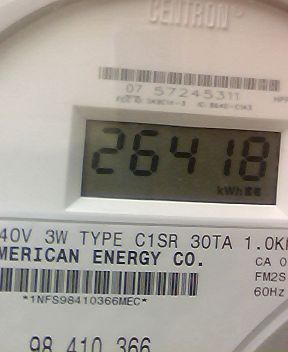 CENTRON®
07 57245311
26418
kWh
40V 3W TYPE C1SR 30TA 1.0K
MERICAN ENERGY CO.
CA 0
FM2S
*1NFS98410366MEC*
60Hz
98 410 366